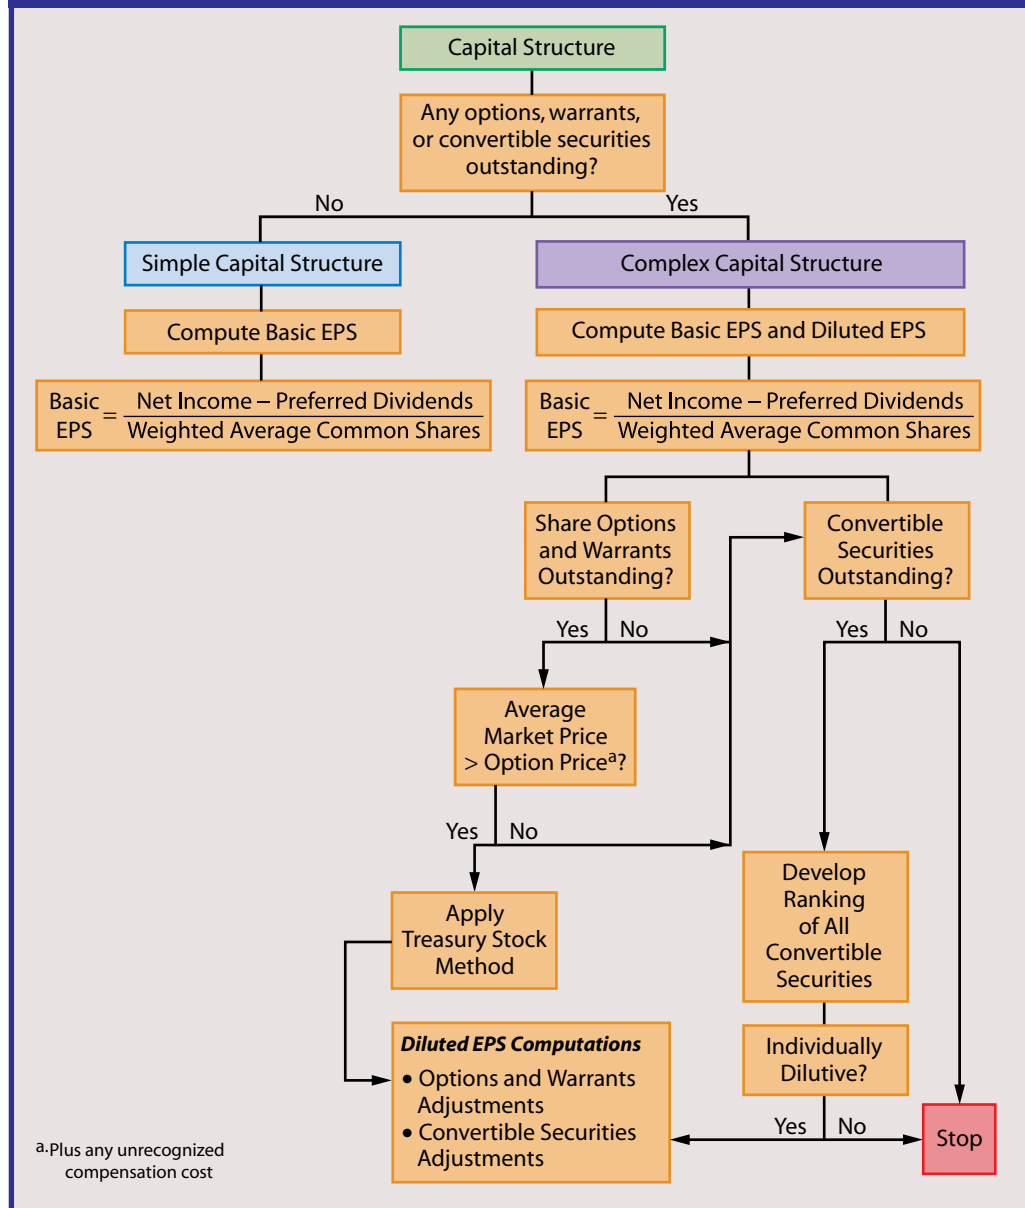 Capital Structure
Any options, warrants,
or convertible securities
outstanding?
No
Yes
Simple Capital Structure
Complex Capital Structure
Compute Basic EPS
Compute Basic EPS and Diluted EPS
Basic EPS = Net Income – Preferred Dividends / Weighted Average Common Shares
Basic EPS = Net Income – Preferred Dividends / Weighted Average Common Shares
Share Options
and Warrants
Outstanding?
Convertible
Securities
Outstanding?
Yes No
Yes No
Average
Market Price
> Option Priceᵃ?
Yes No
Develop
Ranking
of All
Convertible
Securities
Apply
Treasury Stock
Method
Diluted EPS Computations
• Options and Warrants
Adjustments
• Convertible Securities
Adjustments
Individually
Dilutive?
Yes No
Stop
a.Plus any unrecognized
compensation cost